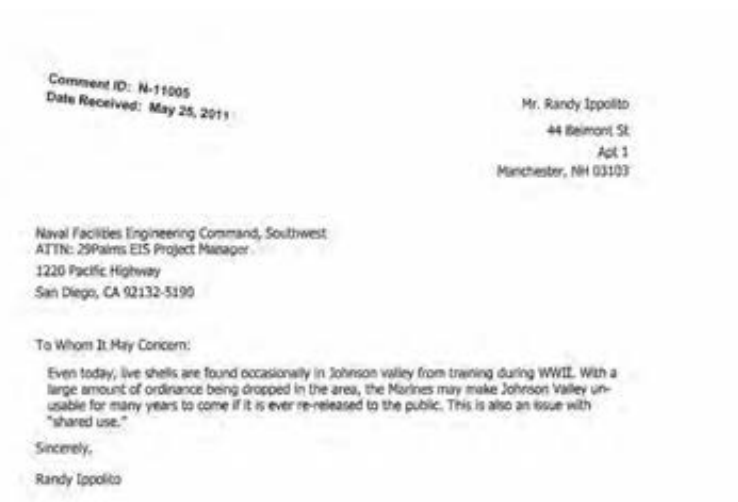 Comment ID: N-11005
Date Received: May 25, 2011
Mr. Randy Ippolito
44 Belmont St
Apt 1
Manchester, NH 03103
Naval Facilities Engineering Command, Southwest
ATTN: 29Palms EIS Project Manager
1220 Pacific Highway
San Diego, CA 92132-5190
To Whom It May Concern:
Even today, live shells are found occasionally in Johnson valley from training during WWII. With a
large amount of ordinance being dropped in the area, the Marines may make Johnson Valley un-
usable for many years to come if it is ever re-released to the public. This is also an issue with
"shared use."
Sincerely,
Randy Ippolito